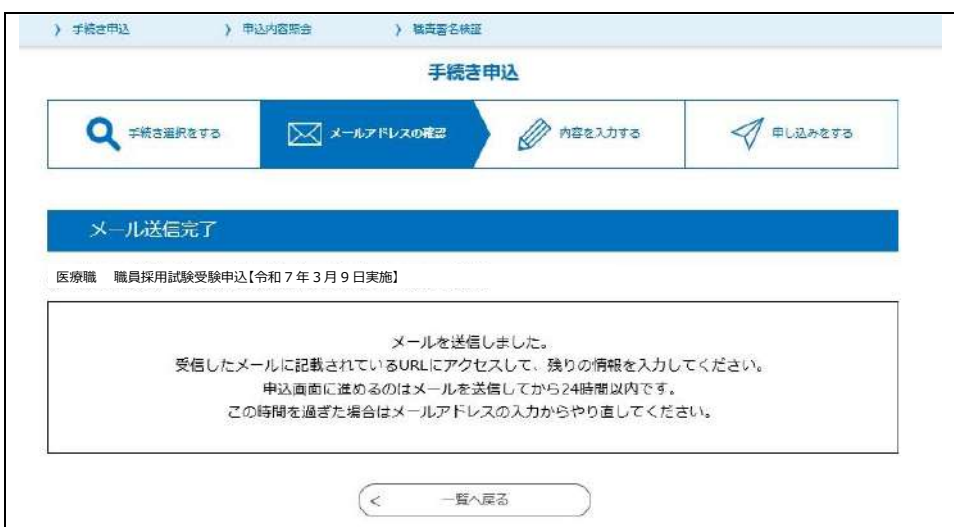 > 手続き申込 > 申込内容照会 > 職責署名検証
手続き申込
手続き選択をする メールアドレスの確認 内容を入力する 申し込みをする
メール送信完了
医療職 職員採用試験受験申込【令和7年3月9日実施】
メールを送信しました。
受信したメールに記載されているURLにアクセスして、残りの情報を入力してください。
申込画面に進めるのはメールを送信してから24時間以内です。
この時間を過ぎた場合はメールアドレスの入力からやり直してください。
< 一覧へ戻る